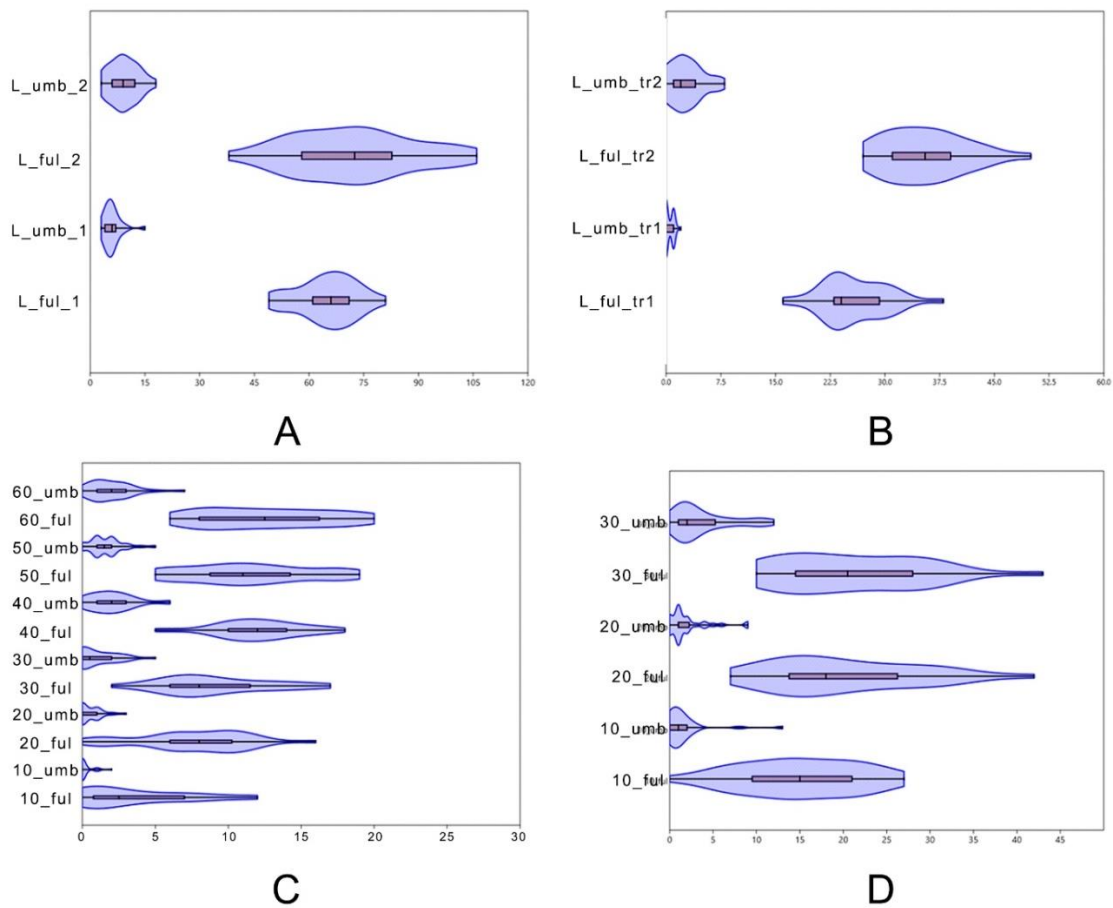 L_umb_2
L_ful_2
L_umb_1
L_ful_1
0 15 30 45 60 75 90 105 120
A
L_umb_tr2
L_ful_tr2
L_umb_tr1
L_ful_tr1
0.0 7.5 15.0 22.5 30.0 37.5 45.0 52.5 60.0
B
60_umb
60_ful
50_umb
50_ful
40_umb
40_ful
30_umb
30_ful
20_umb
20_ful
10_umb
10_ful
0 5 10 15 20 25 30
C
30_umb
30_ful
20_umb
20_ful
10_umb
10_ful
0 5 10 15 20 25 30 35 40 45
D